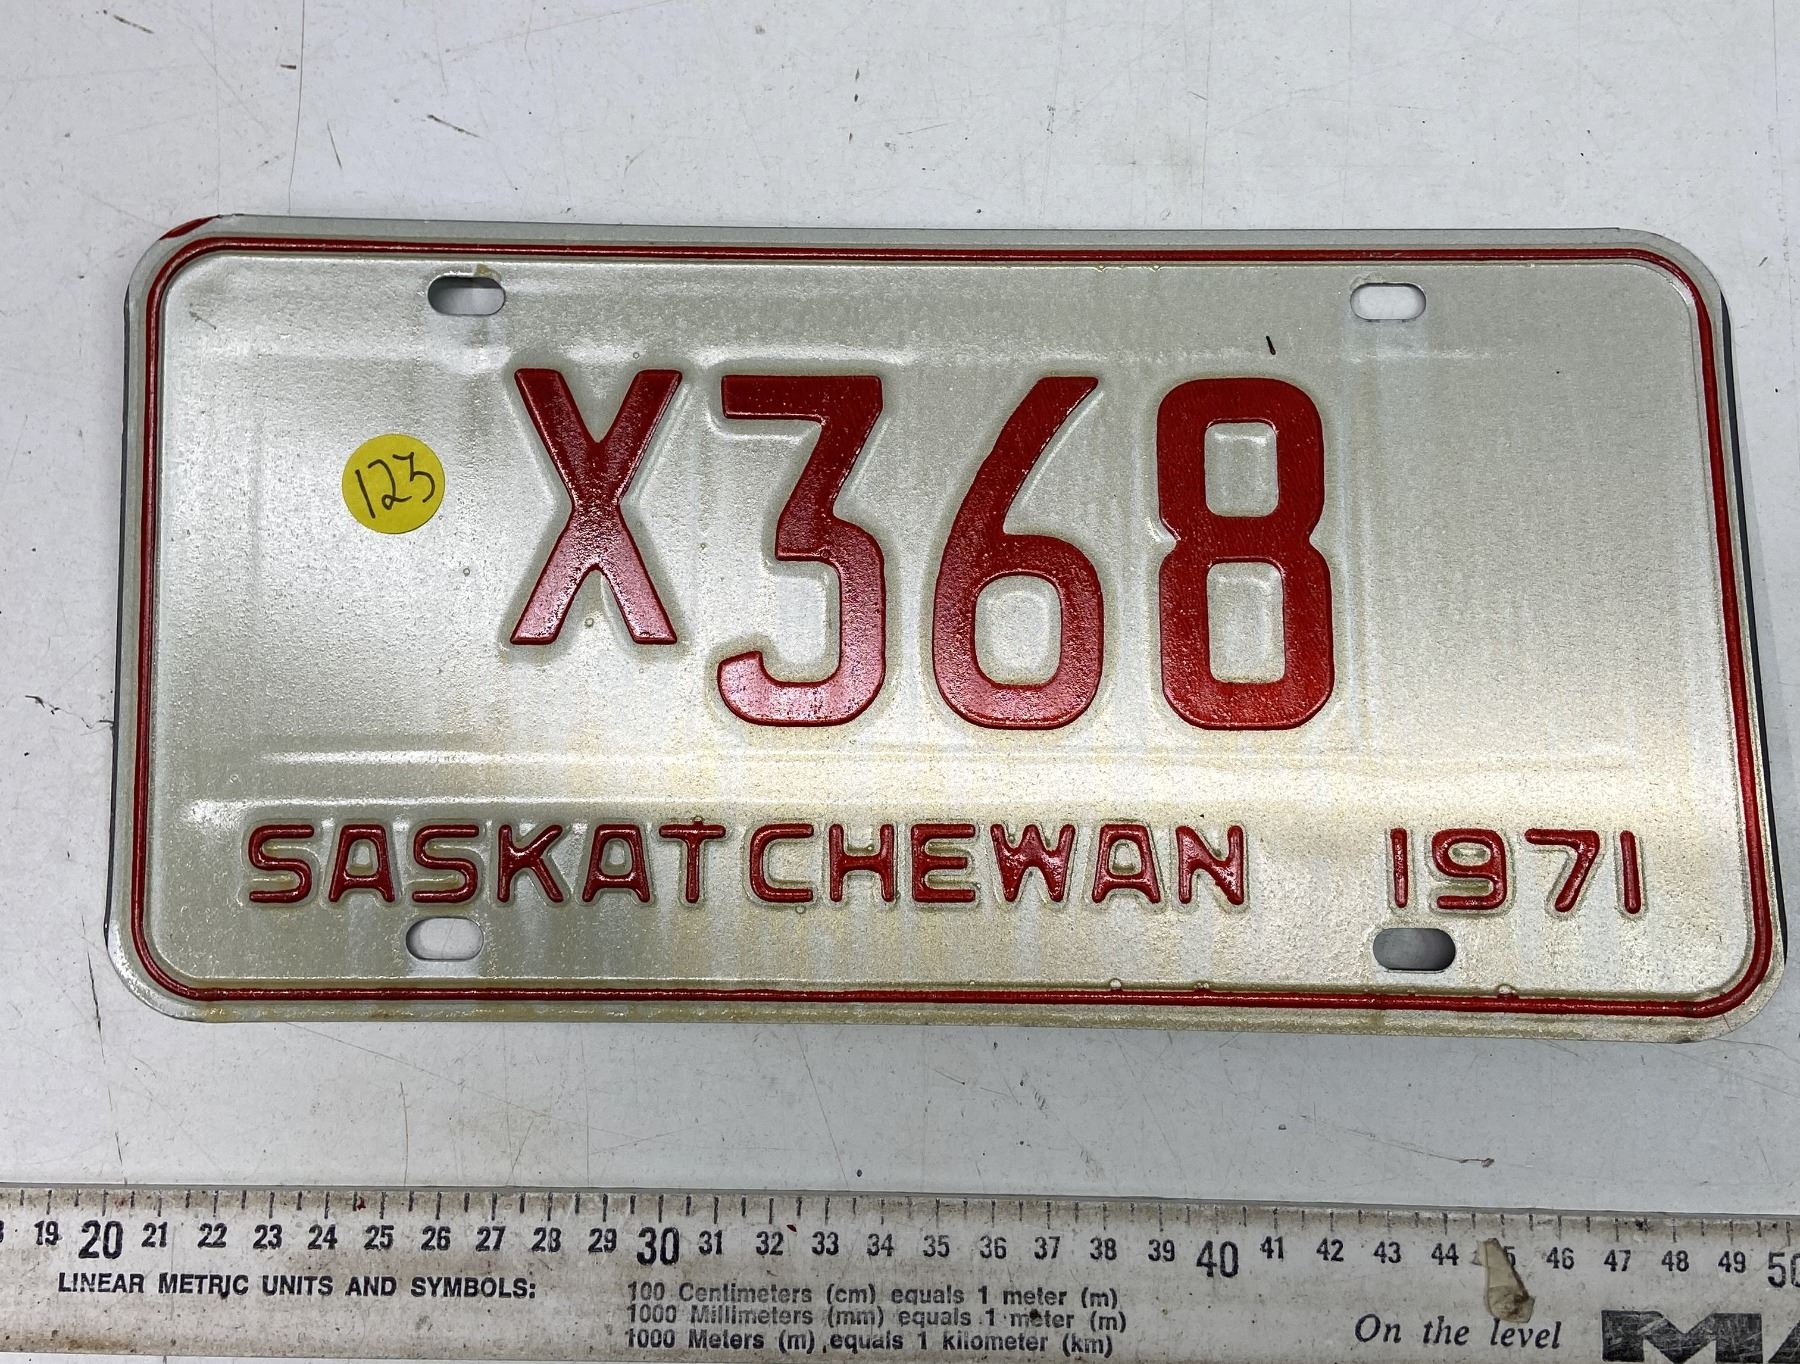 123
X368
SASKATCHEWAN 1971
19 20 21 22 23 24 25 26 27 28 29 30 31 32 33 34 35 36 37 38 39 40 41 42 43 44 46 47 48 49 50
LINEAR METRIC UNITS AND SYMBOLS:
100 Centimeters (cm) equals 1 meter (m)
1000 Millimeters (mm) equals 1 meter (m)
1000 Meters (m) equals 1 kilometer (km)
On the level